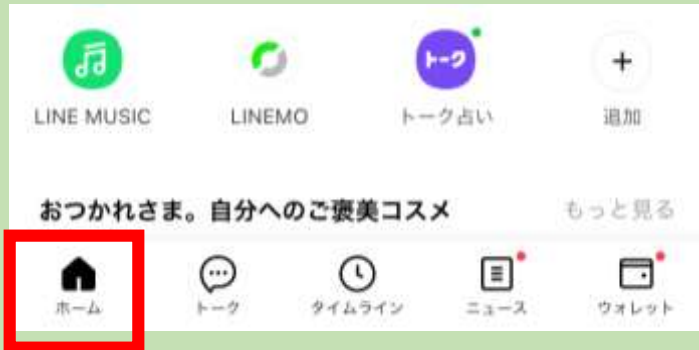 トーク
LINE MUSIC LINEMO トーク占い 追加
おつかれさま。自分へのご褒美コスメ もっと見る
ホーム トーク タイムライン ニュース ウォレット